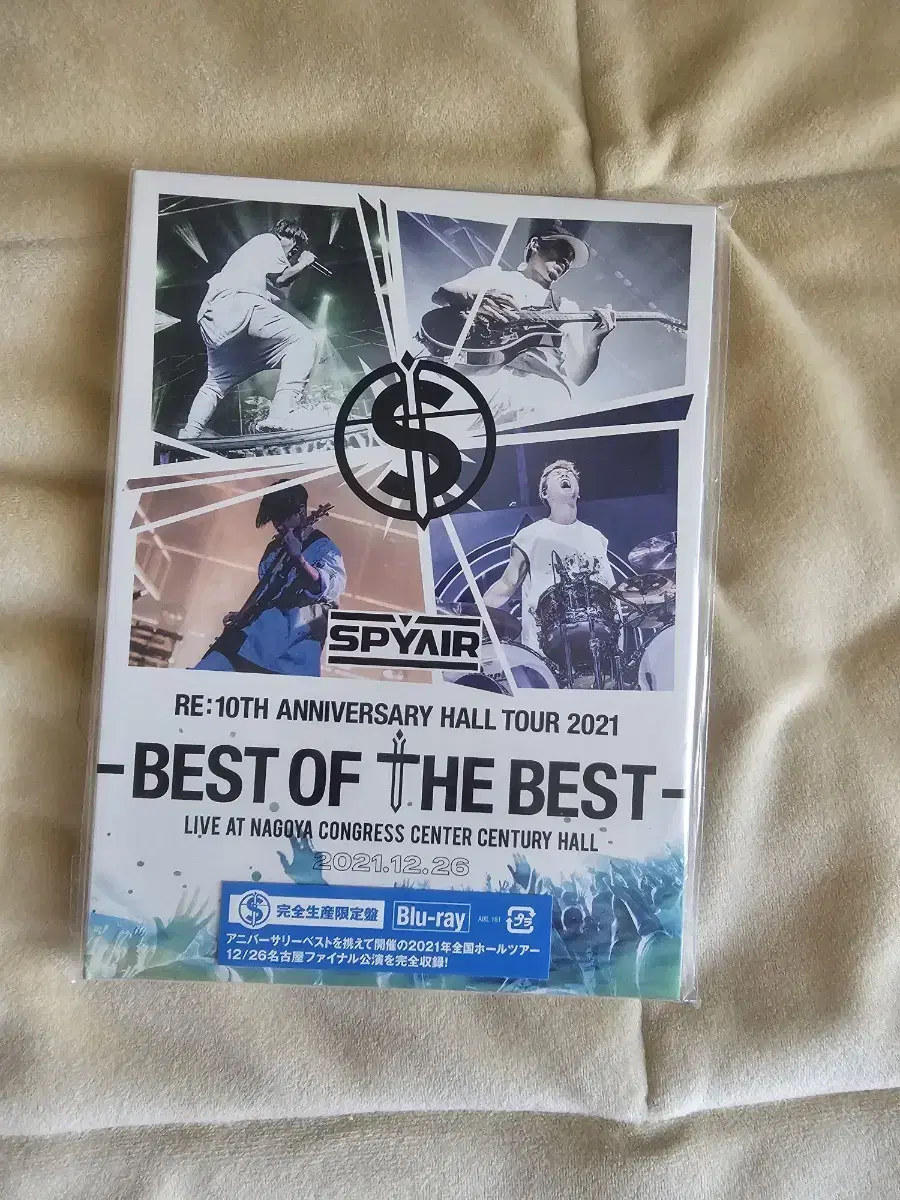 SPYAIR
RE:10TH ANNIVERSARY HALL TOUR 2021
-BEST OF THE BEST-
LIVE AT NAGOYA CONGRESS CENTER CENTURY HALL
2021.12.26
完全生産限定盤 Blu-ray AIXL 161 プラ
アニバーサリーベストを携えて開催の2021年全国ホールツアー
12/26名古屋ファイナル公演を完全収録!